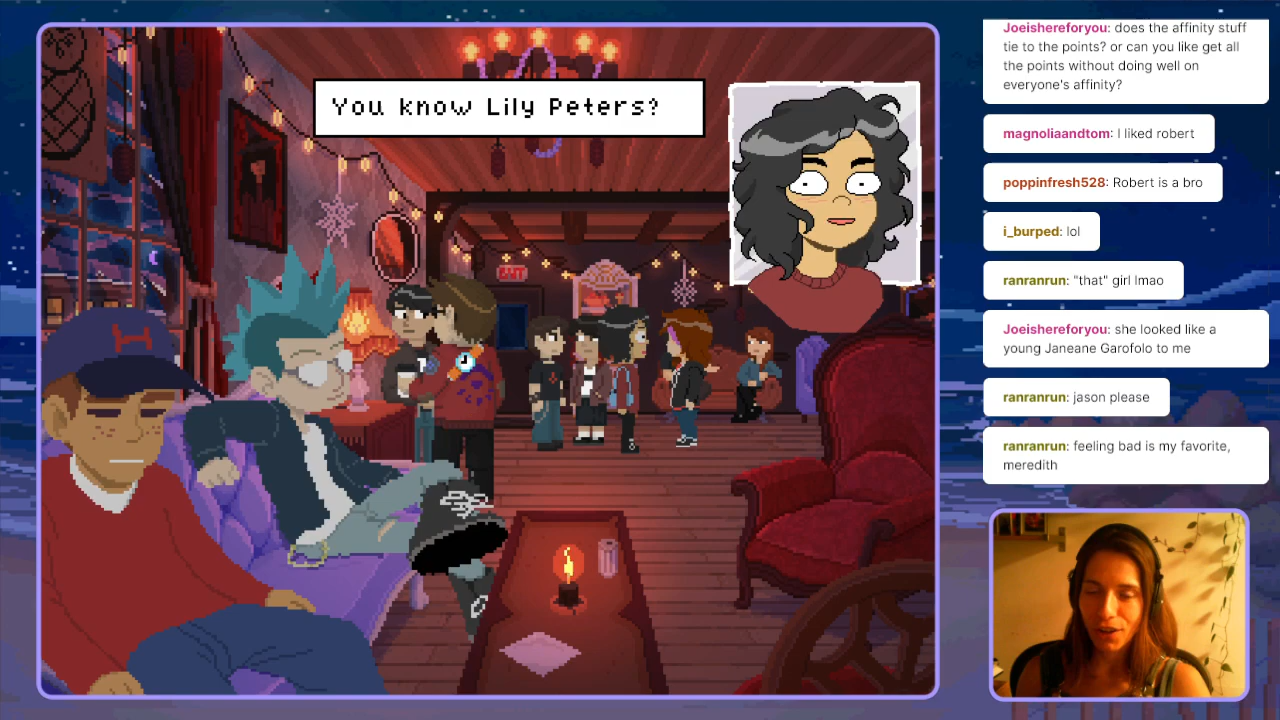 You know Lily Peters?
EXIT
H
Joeishereforyou: does the affinity stuff
tie to the points? or can you like get all
the points without doing well on
everyone's affinity?
magnoliaandtom: I liked robert
poppinfresh528: Robert is a bro
i_burped: lol
ranranrun: "that" girl lmao
Joeishereforyou: she looked like a
young Janeane Garofolo to me
ranranrun: jason please
ranranrun: feeling bad is my favorite,
meredith